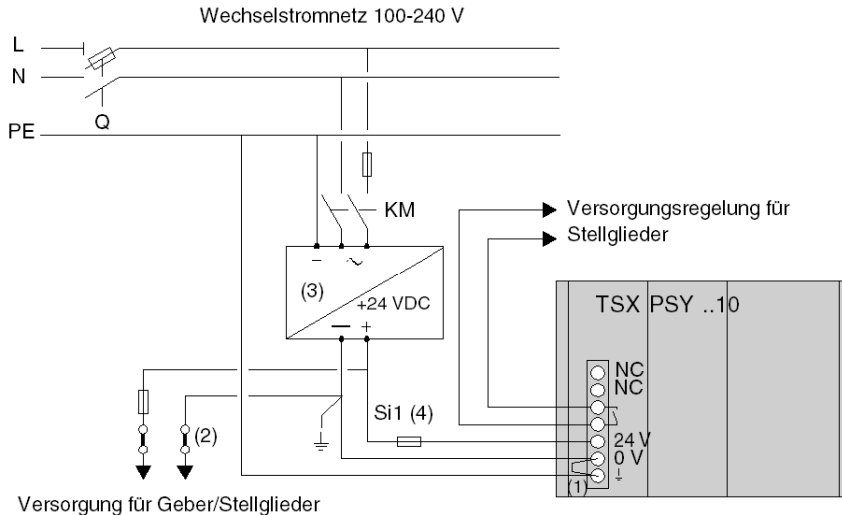 Wechselstromnetz 100-240 V
L
N
Q
PE
KM
Versorgungsregelung für
Stellglieder
(3)
+24 VDC
TSX PSY ..10
NC
NC
Si1 (4)
(2)
24 V
0 V
(1)
Versorgung für Geber/Stellglieder